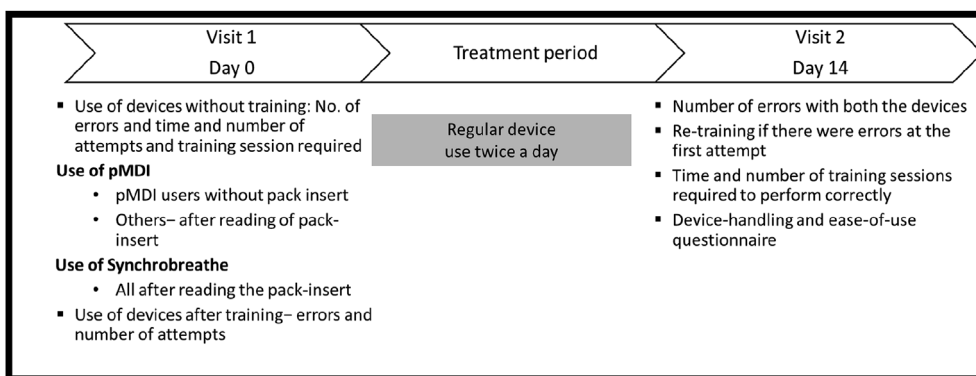 Visit 1
Day 0
Treatment period
Visit 2
Day 14
▪ Use of devices without training: No. of
errors and time and number of
attempts and training session required
Use of pMDI
• pMDI users without pack insert
• Others– after reading of pack-
insert
Use of Synchrobreathe
• All after reading the pack-insert
▪ Use of devices after training– errors and
number of attempts
Regular device
use twice a day
▪ Number of errors with both the devices
▪ Re-training if there were errors at the
first attempt
▪ Time and number of training sessions
required to perform correctly
▪ Device-handling and ease-of-use
questionnaire